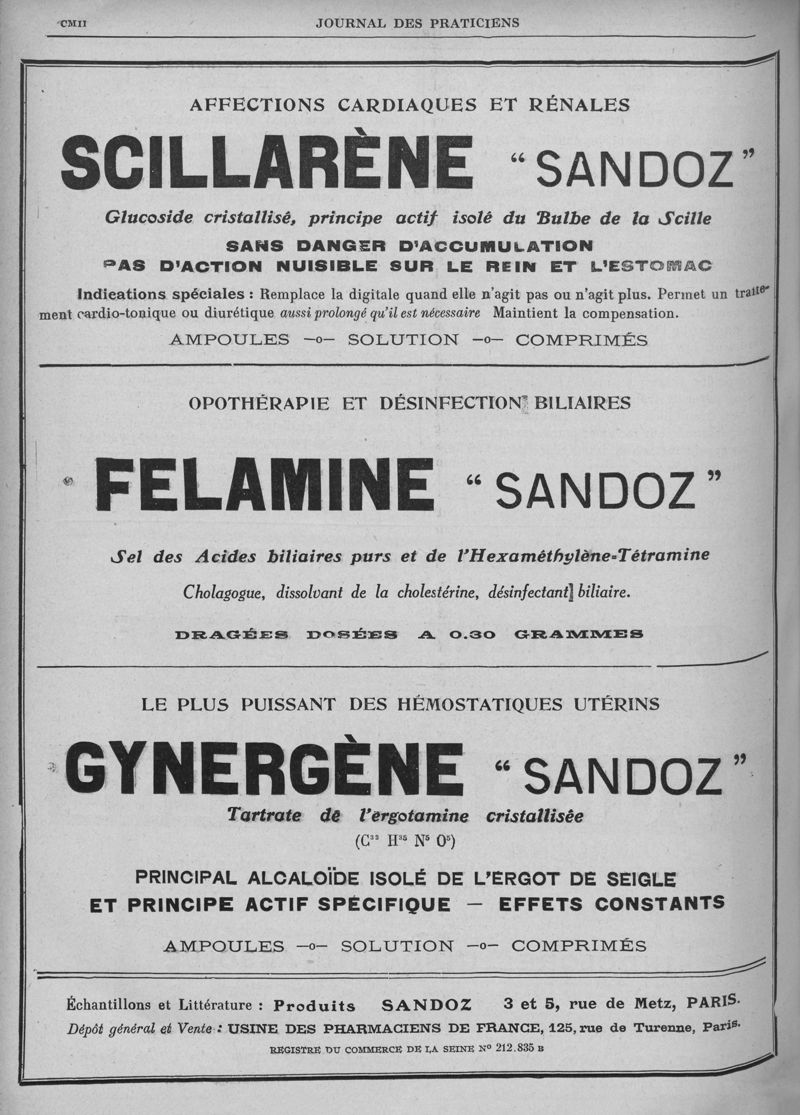 CMII
JOURNAL DES PRATICIENS
AFFECTIONS CARDIAQUES ET RÉNALES
SCILLARÈNE “ SANDOZ ”
Glucoside cristallisé, principe actif isolé du Bulbe de la Scille
SANS DANGER D'ACCUMULATION
PAS D'ACTION NUISIBLE SUR LE REIN ET L'ESTOMAC
Indications spéciales : Remplace la digitale quand elle n'agit pas ou n'agit plus. Permet un traite-
ment cardio-tonique ou diurétique aussi prolongé qu'il est nécessaire Maintient la compensation.
AMPOULES —o— SOLUTION —o— COMPRIMÉS
OPOTHÉRAPIE ET DÉSINFECTION BILIAIRES
FELAMINE “ SANDOZ ”
Sel des Acides biliaires purs et de l'Hexaméthylène-Tétramine
Cholagogue, dissolvant de la cholestérine, désinfectant biliaire.
DRAGÉES DOSÉES A 0.30 GRAMMES
LE PLUS PUISSANT DES HÉMOSTATIQUES UTÉRINS
GYNERGÈNE “ SANDOZ ”
Tartrate de l'ergotamine cristallisée
(C³³ H³⁵ N⁵ O⁵)
PRINCIPAL ALCALOÏDE ISOLÉ DE L'ERGOT DE SEIGLE
ET PRINCIPE ACTIF SPÉCIFIQUE — EFFETS CONSTANTS
AMPOULES —o— SOLUTION —o— COMPRIMÉS
Échantillons et Littérature : Produits SANDOZ 3 et 5, rue de Metz, PARIS.
Dépôt général et Vente : USINE DES PHARMACIENS DE FRANCE, 125, rue de Turenne, Paris.
REGISTRE DU COMMERCE DE LA SEINE Nº 212.835 B